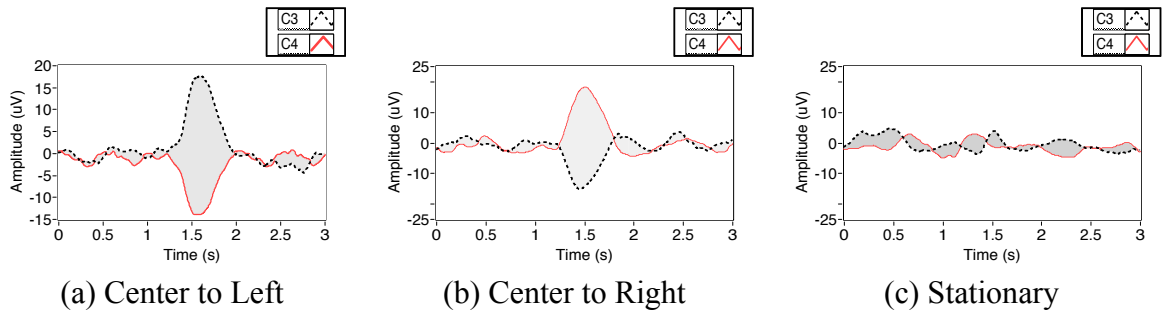 C3
C4
20
15
10
5
0
-5
-10
-15
Amplitude (uV)
0 0.5 1 1.5 2 2.5 3
Time (s)
(a) Center to Left
C3
C4
25
10
0
-10
-25
Amplitude (uV)
0 0.5 1 1.5 2 2.5 3
Time (s)
(b) Center to Right
C3
C4
25
10
0
-10
-25
Amplitude (uV)
0 0.5 1 1.5 2 2.5 3
Time (s)
(c) Stationary